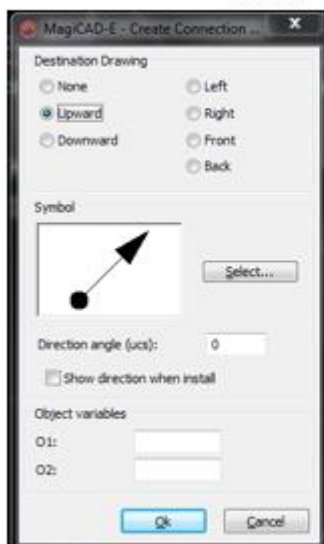 MagiCAD-E - Create Connection ...
x
Destination Drawing
None
Left
Upward
Right
Downward
Front
Back
Symbol
Select...
Direction angle (ucs):
0
Show direction when install
Object variables
O1:
O2:
Ok
Cancel